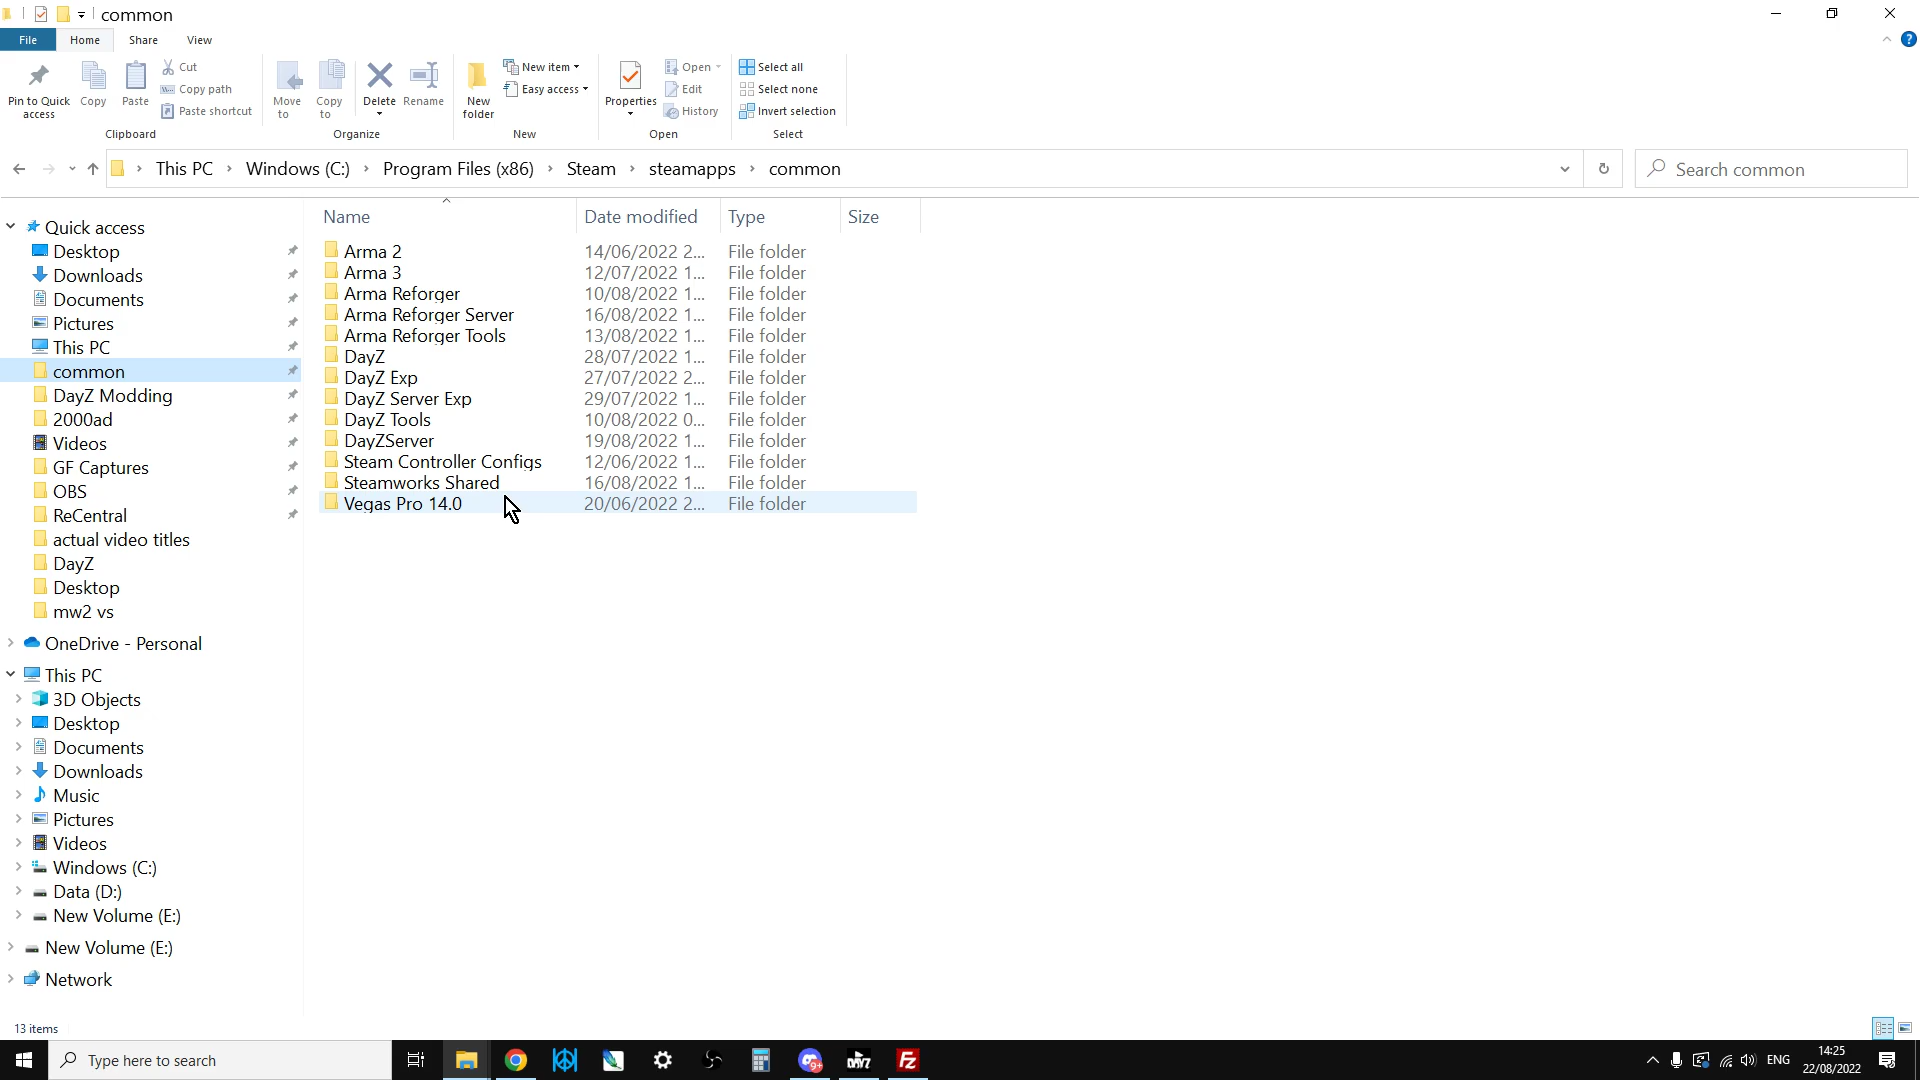 common
File Home Share View
Pin to Quick access
Copy
Paste
Cut
Copy path
Paste shortcut
Clipboard
Move to
Copy to
Delete
Rename
Organize
New folder
New item
Easy access
New
Properties
Open
Edit
History
Open
Select all
Select none
Invert selection
Select
This PC Windows (C:) Program Files (x86) Steam steamapps common
Search common
Quick access
Desktop
Downloads
Documents
Pictures
This PC
common
DayZ Modding
2000ad
Videos
GF Captures
OBS
ReCentral
actual video titles
DayZ
Desktop
mw2 vs
OneDrive - Personal
This PC
3D Objects
Desktop
Documents
Downloads
Music
Pictures
Videos
Windows (C:)
Data (D:)
New Volume (E:)
New Volume (E:)
Network
Name Date modified Type Size
Arma 2 14/06/2022 2... File folder
Arma 3 12/07/2022 1... File folder
Arma Reforger 10/08/2022 1... File folder
Arma Reforger Server 16/08/2022 1... File folder
Arma Reforger Tools 13/08/2022 1... File folder
DayZ 28/07/2022 1... File folder
DayZ Exp 27/07/2022 2... File folder
DayZ Server Exp 29/07/2022 1... File folder
DayZ Tools 10/08/2022 0... File folder
DayZServer 19/08/2022 1... File folder
Steam Controller Configs 12/06/2022 1... File folder
Steamworks Shared 16/08/2022 1... File folder
Vegas Pro 14.0 20/06/2022 2... File folder
13 items
Type here to search
DAYZ
FZ
ENG
14:25
22/08/2022